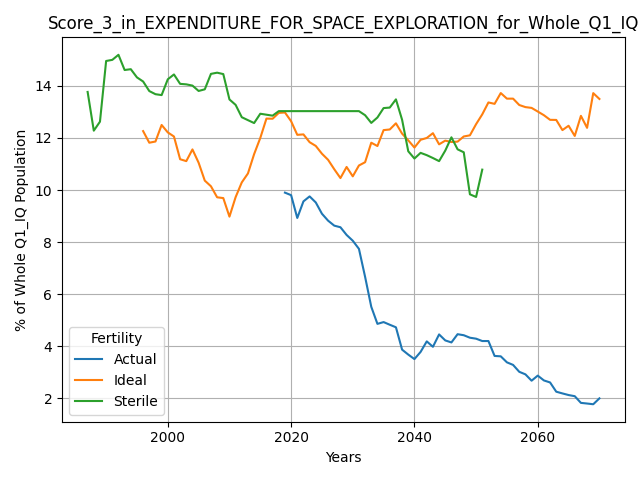 Score_3_in_EXPENDITURE_FOR_SPACE_EXPLORATION_for_Whole_Q1_IQ
% of Whole Q1_IQ Population
14
12
10
8
6
4
2
Fertility
Actual
Ideal
Sterile
2000 2020 2040 2060
Years